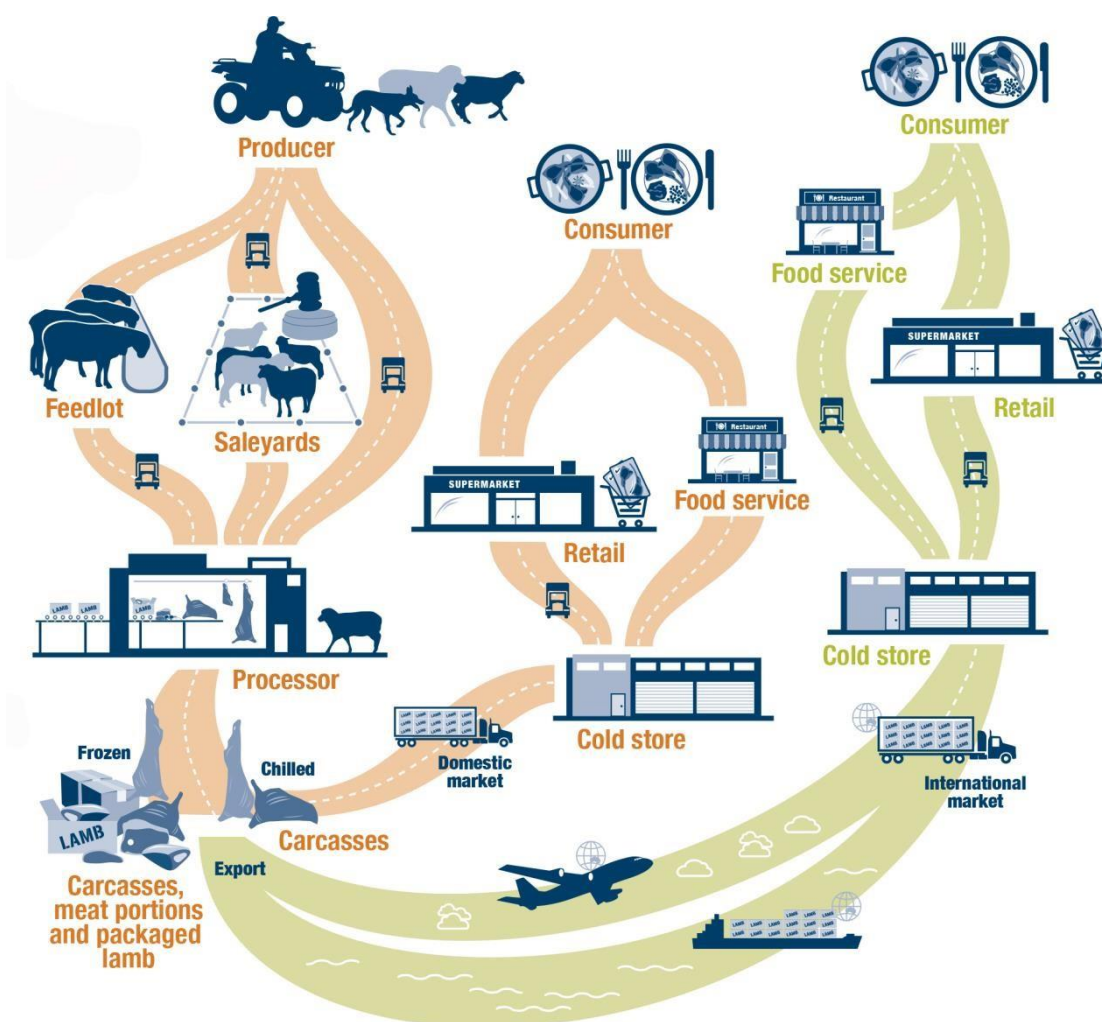 Producer
Consumer
Restaurant
Food service
SUPERMARKET
Retail
Cold store
International
market
Consumer
Restaurant
Food service
SUPERMARKET
Retail
Cold store
Domestic
market
Feedlot
Saleyards
LAMB LAMB
Processor
Frozen
Chilled
LAMB
Carcasses
Export
Carcasses,
meat portions
and packaged
lamb